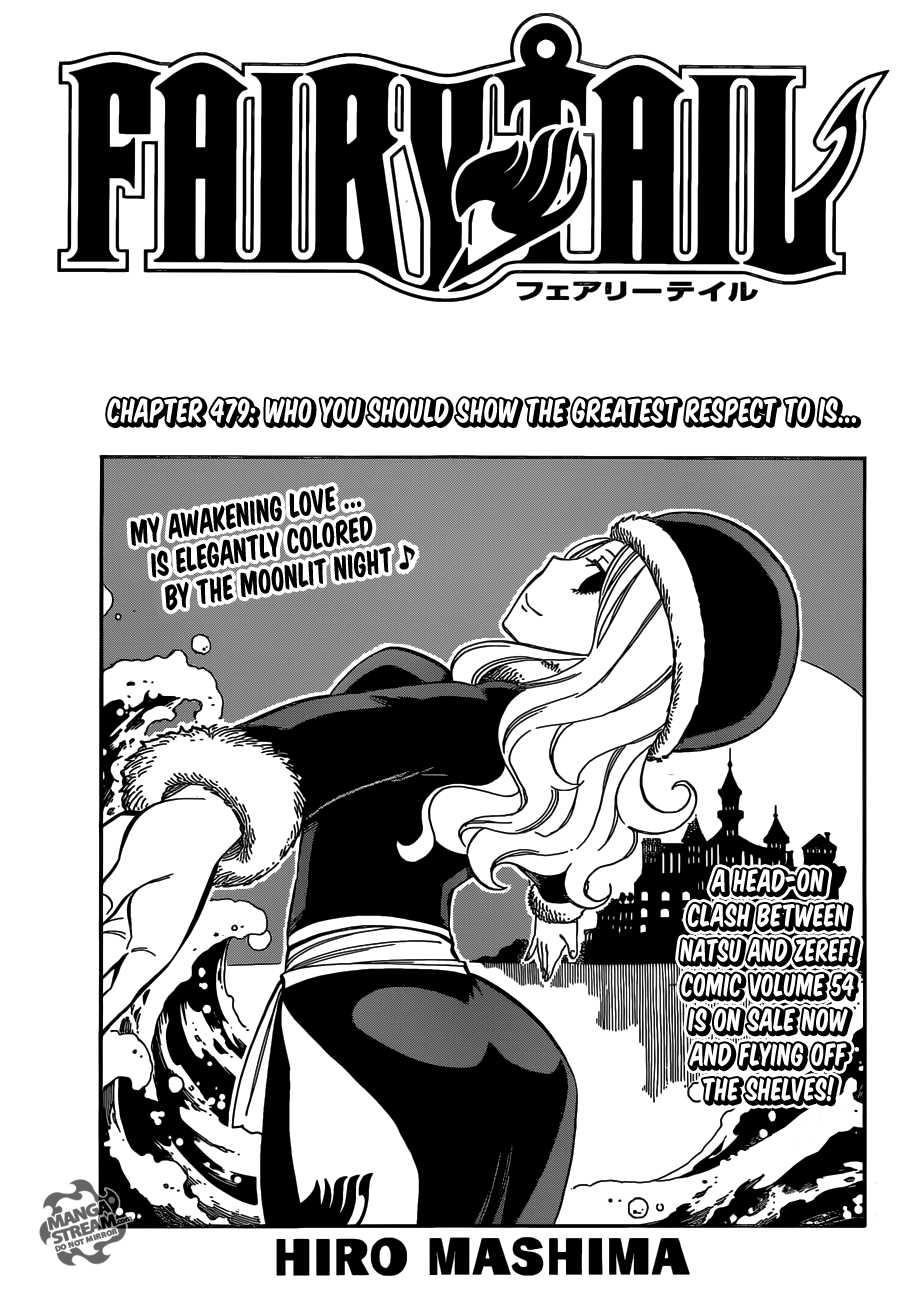 FAIRY TAIL
フェアリーテイル
CHAPTER 479: WHO YOU SHOULD SHOW THE GREATEST RESPECT TO IS...
MY AWAKENING LOVE ...
IS ELEGANTLY COLORED
BY THE MOONLIT NIGHT ♪
A HEAD-ON
CLASH BETWEEN
NATSU AND ZEREF!
COMIC VOLUME 54
IS ON SALE NOW
AND FLYING OFF
THE SHELVES!
MANGA
STREAM.com
DO NOT MIRROR
HIRO MASHIMA